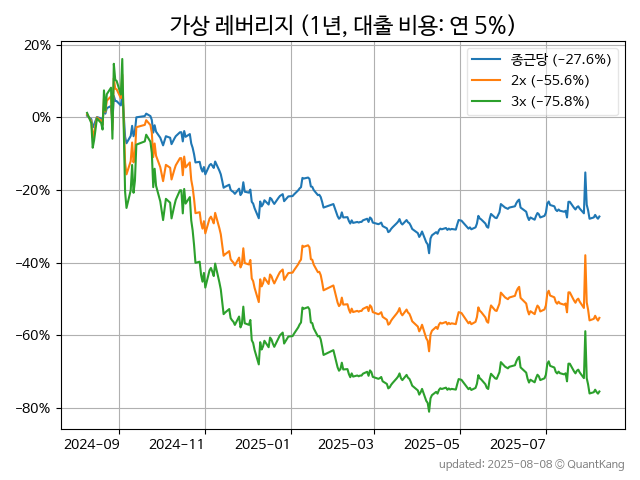 가상 레버리지 (1년, 대출 비용: 연 5%)
종근당 (−27.6%)
2x (−55.6%)
3x (−75.8%)
20%
0%
−20%
−40%
−60%
−80%
2024-09
2024-11
2025-01
2025-03
2025-05
2025-07
updated: 2025-08-08 © QuantKang